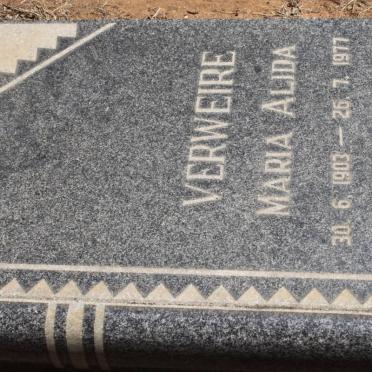 VERWEIRE
MARIA ALIDA
30. 6. 1903 — 26. 7. 1977